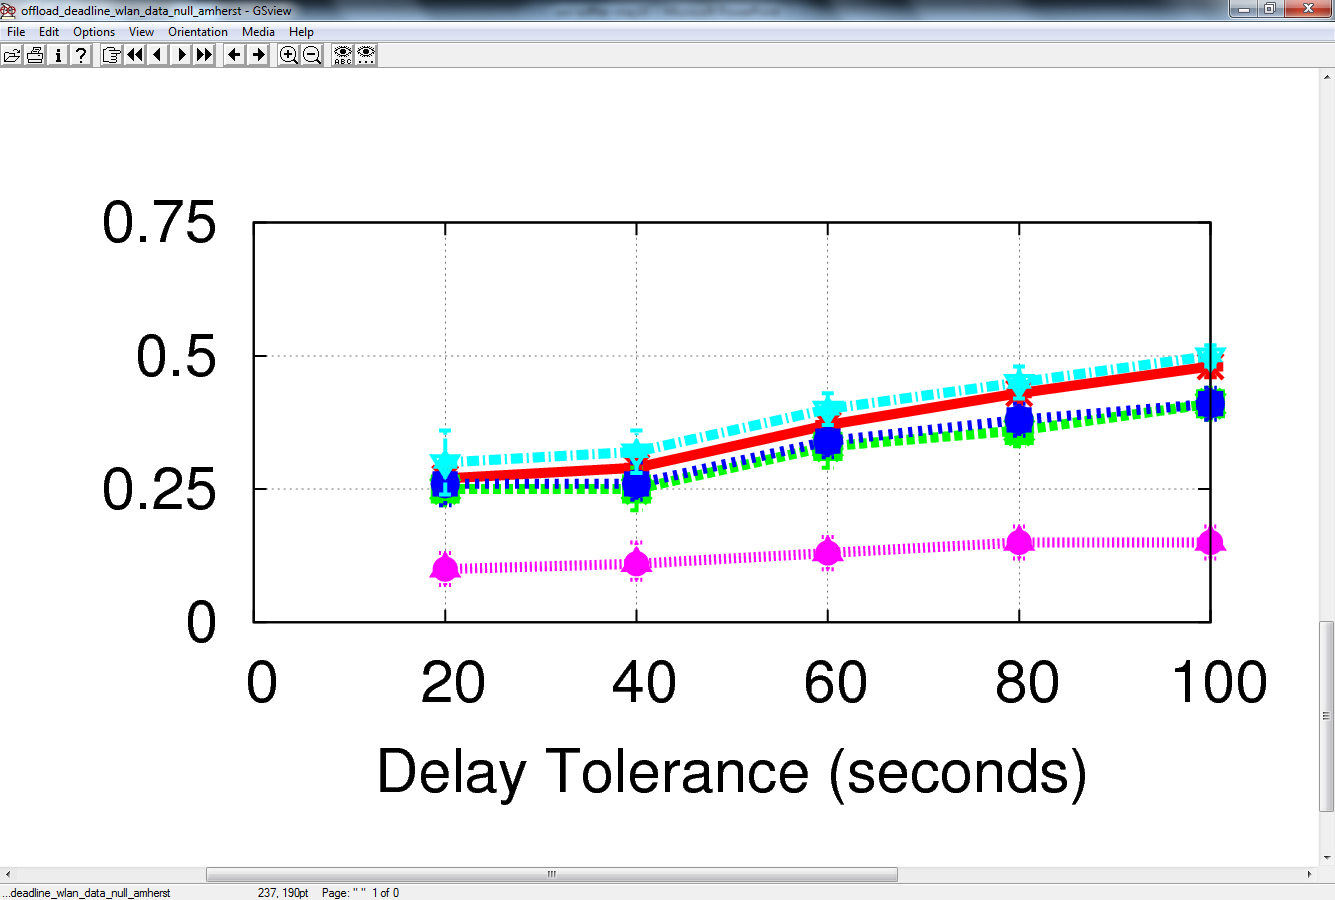 offload_deadline_wlan_data_null_amherst - GSview
File Edit Options View Orientation Media Help
ABC
0.75
0.5
0.25
0
0 20 40 60 80 100
Delay Tolerance (seconds)
...deadline_wlan_data_null_amherst 237, 190pt Page: " " 1 of 0